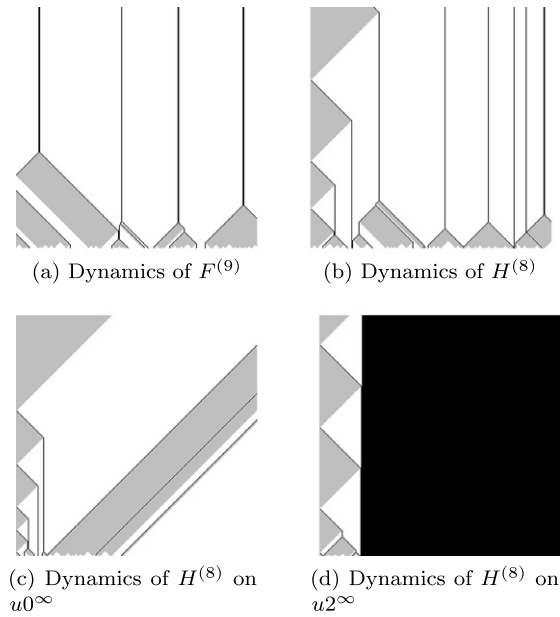 (a) Dynamics of F⁽⁹⁾
(b) Dynamics of H⁽⁸⁾
(c) Dynamics of H⁽⁸⁾ on
u0^∞
(d) Dynamics of H⁽⁸⁾ on
u2^∞